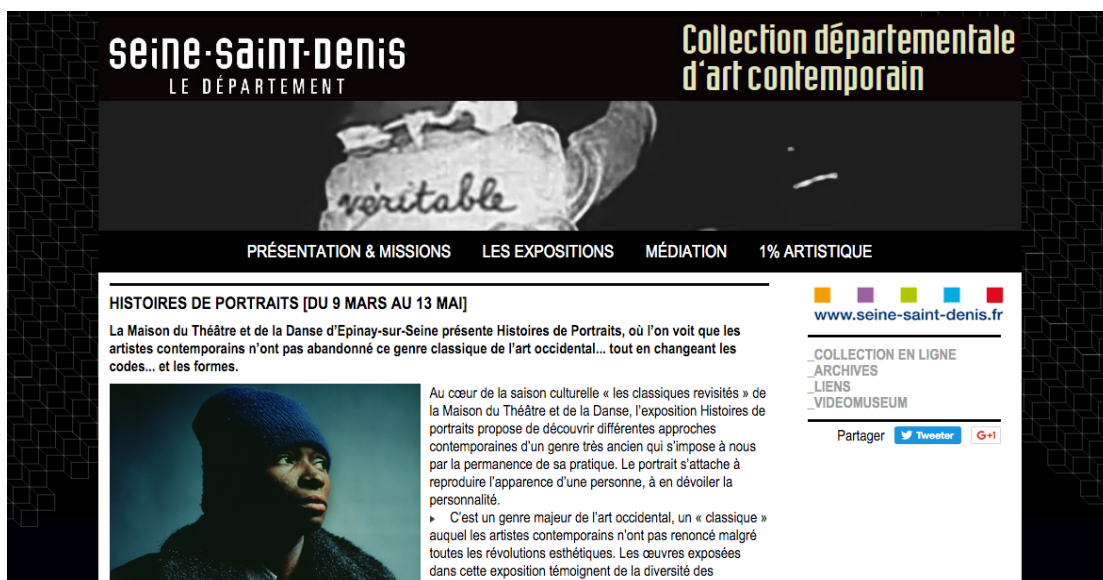 seine-saint-denis
LE DÉPARTEMENT
Collection départementale
d'art contemporain
véritable
PRÉSENTATION & MISSIONS LES EXPOSITIONS MÉDIATION 1% ARTISTIQUE
HISTOIRES DE PORTRAITS [DU 9 MARS AU 13 MAI]
La Maison du Théâtre et de la Danse d'Epinay-sur-Seine présente Histoires de Portraits, où l'on voit que les
artistes contemporains n'ont pas abandonné ce genre classique de l'art occidental... tout en changeant les
codes... et les formes.
Au cœur de la saison culturelle « les classiques revisités » de
la Maison du Théâtre et de la Danse, l'exposition Histoires de
portraits propose de découvrir différentes approches
contemporaines d'un genre très ancien qui s'impose à nous
par la permanence de sa pratique. Le portrait s'attache à
reproduire l'apparence d'une personne, à en dévoiler la
personnalité.
C'est un genre majeur de l'art occidental, un « classique »
auquel les artistes contemporains n'ont pas renoncé malgré
toutes les révolutions esthétiques. Les œuvres exposées
dans cette exposition témoignent de la diversité des
www.seine-saint-denis.fr
_COLLECTION EN LIGNE
_ARCHIVES
_LIENS
_VIDEOMUSEUM
Partager Tweeter G+1